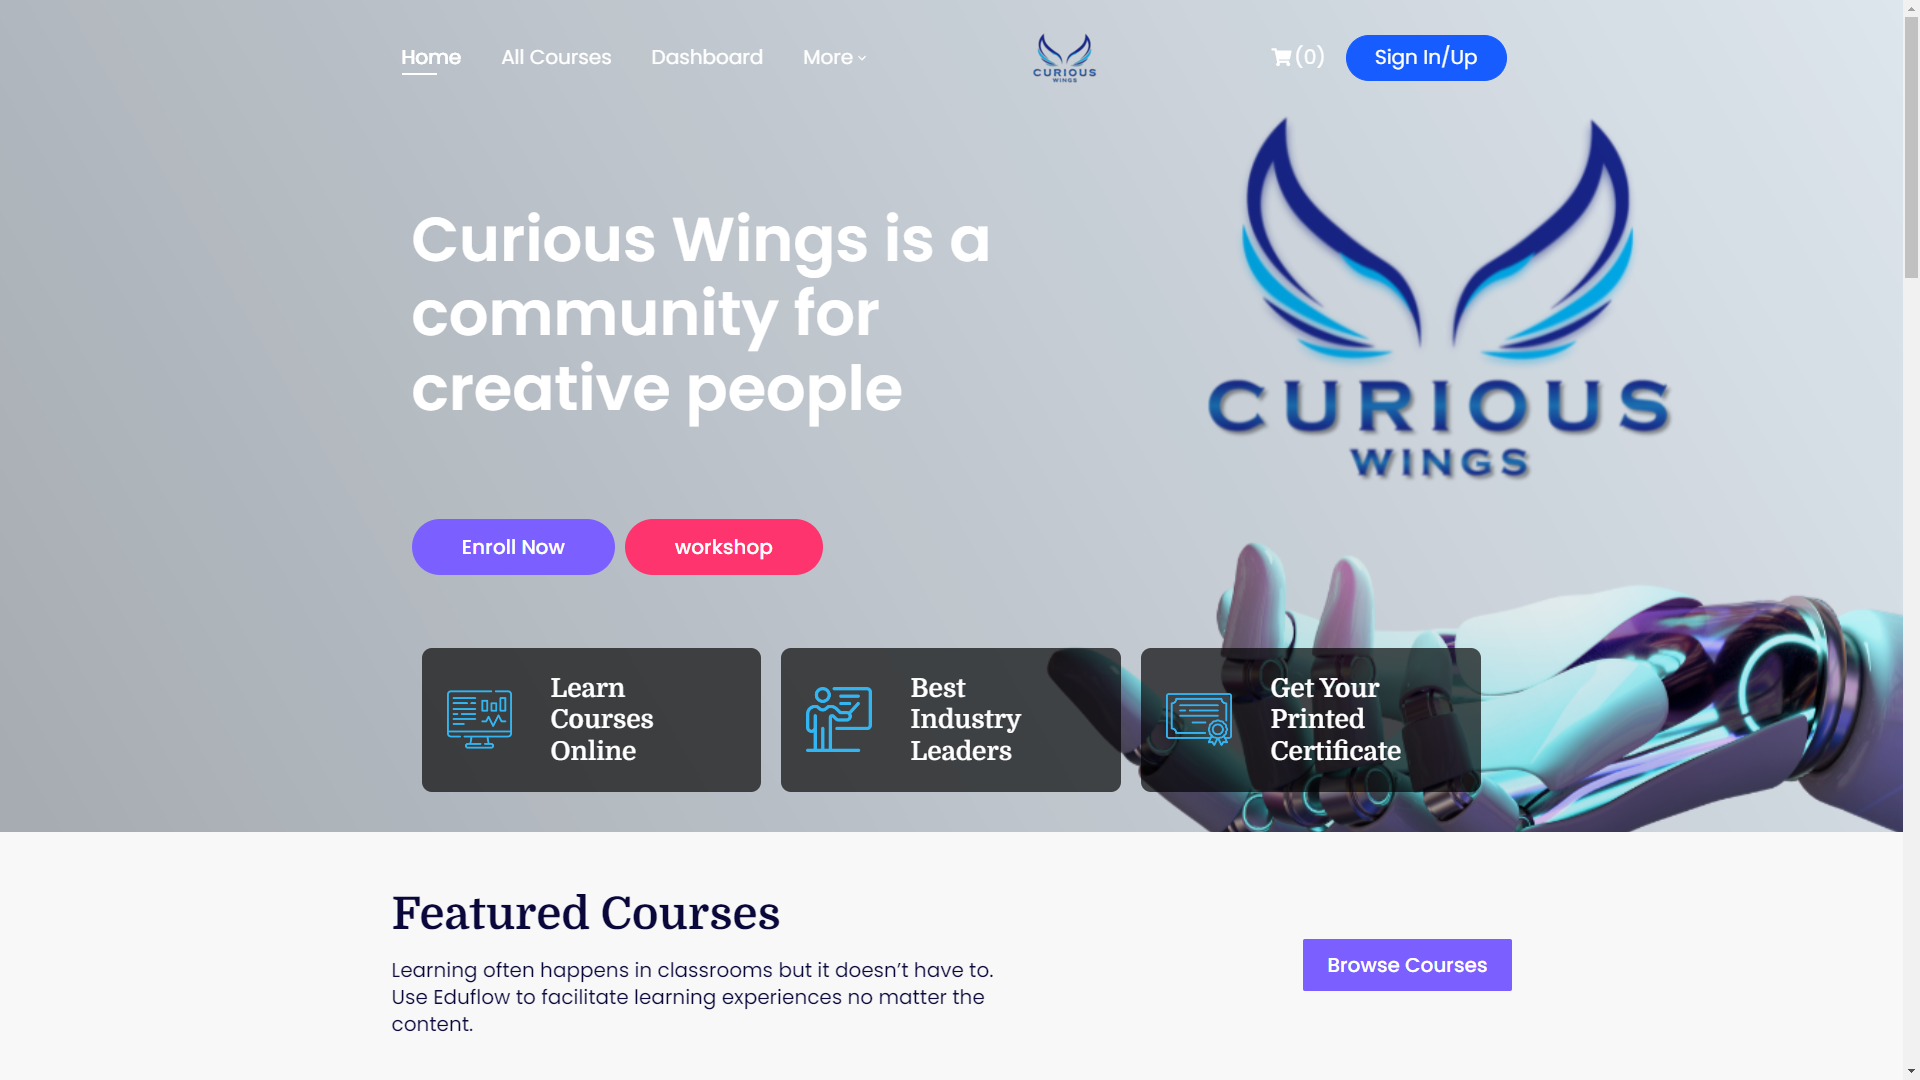 Home
All Courses
Dashboard
More
CURIOUS
WINGS
(0)
Sign In/Up
Curious Wings is a
community for
creative people
CURIOUS
WINGS
Enroll Now
workshop
Learn
Courses
Online
Best
Industry
Leaders
Get Your
Printed
Certificate
Featured Courses
Learning often happens in classrooms but it doesn’t have to.
Use Eduflow to facilitate learning experiences no matter the
content.
Browse Courses